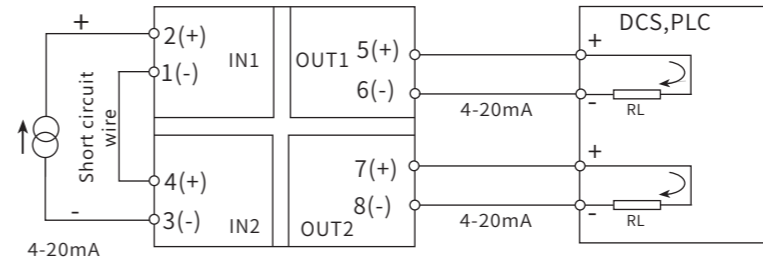 +
2(+)
1(-)
IN1
OUT1
5(+)
6(-)
4-20mA
DCS,PLC
+
-
RL
Short circuit
wire
4(+)
3(-)
IN2
OUT2
7(+)
8(-)
4-20mA
+
-
RL
-
4-20mA